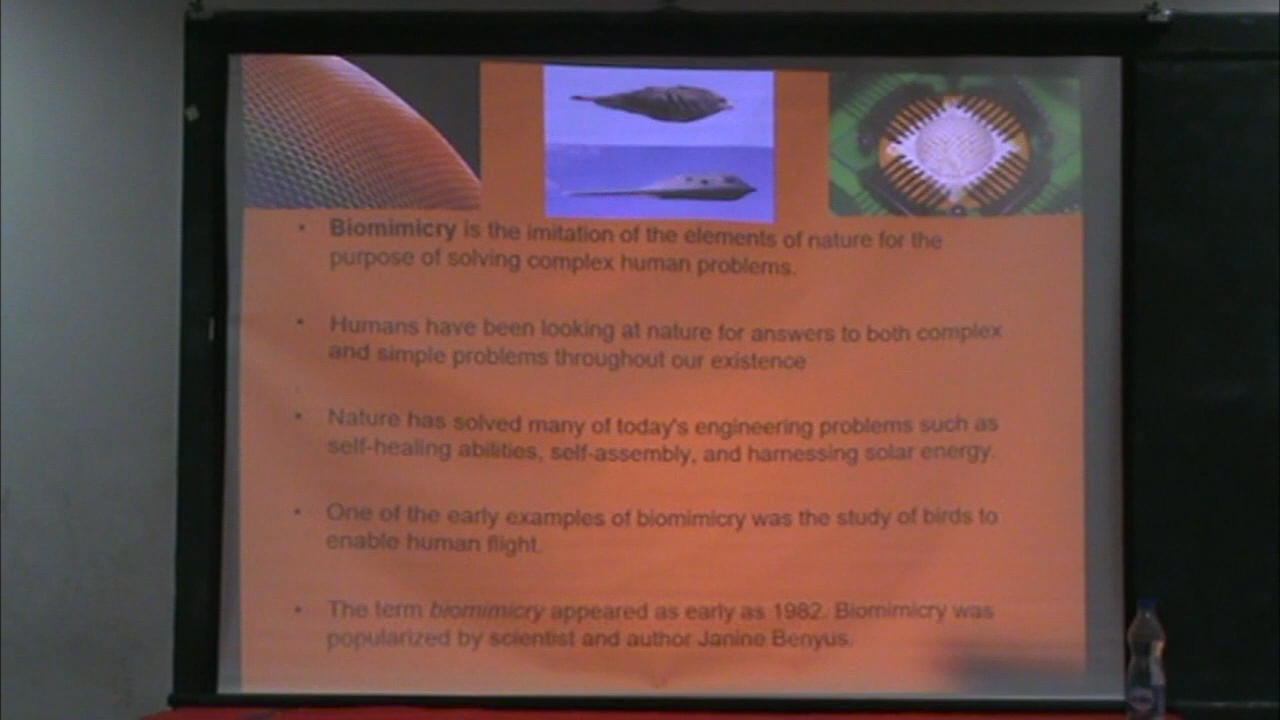 • Biomimicry is the imitation of the elements of nature for the
purpose of solving complex human problems.
• Humans have been looking at nature for answers to both complex
and simple problems throughout our existence
• Nature has solved many of today's engineering problems such as
self-healing abilities, self-assembly, and harnessing solar energy.
• One of the early examples of biomimicry was the study of birds to
enable human flight.
• The term biomimicry appeared as early as 1982. Biomimicry was
popularized by scientist and author Janine Benyus.